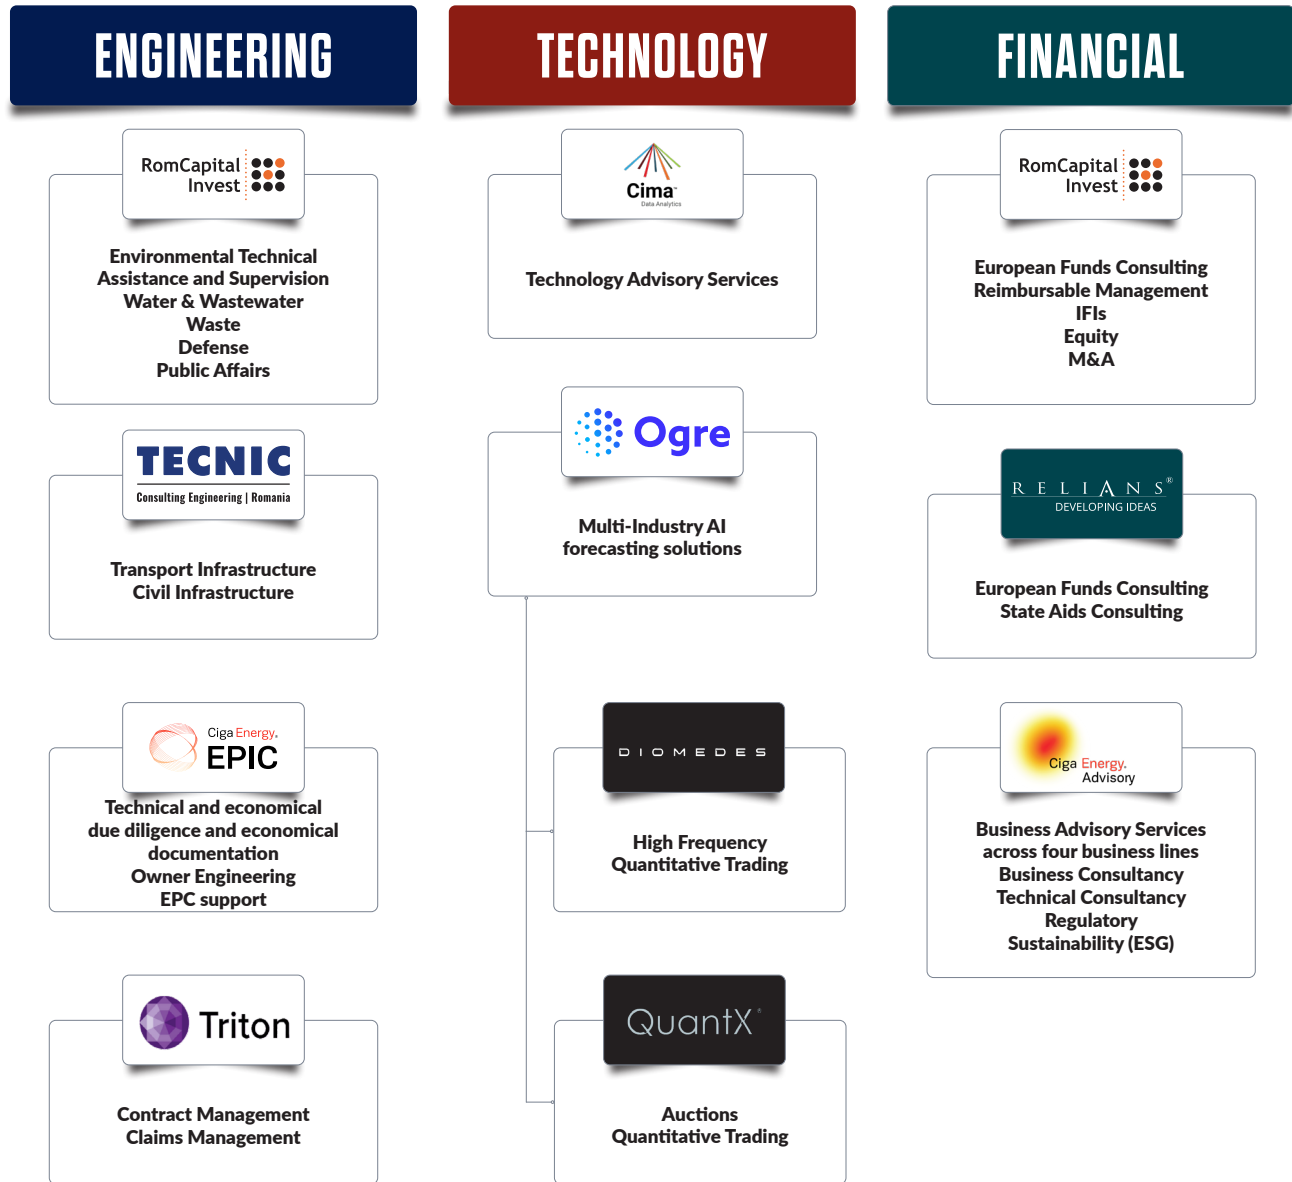 ENGINEERING
RomCapital
Invest
Environmental Technical
Assistance and Supervision
Water & Wastewater
Waste
Defense
Public Affairs
TECNIC
Consulting Engineering | Romania
Transport Infrastructure
Civil Infrastructure
Ciga Energy.
EPIC
Technical and economical
due diligence and economical
documentation
Owner Engineering
EPC support
Triton
Contract Management
Claims Management
TECHNOLOGY
Cima™
Data Analytics
Technology Advisory Services
Ogre
Multi-Industry AI
forecasting solutions
DIOMEDES
High Frequency
Quantitative Trading
QuantX®
Auctions
Quantitative Trading
FINANCIAL
RomCapital
Invest
European Funds Consulting
Reimbursable Management
IFIs
Equity
M&A
RELIANS®
DEVELOPING IDEAS
European Funds Consulting
State Aids Consulting
Ciga Energy.
Advisory
Business Advisory Services
across four business lines
Business Consultancy
Technical Consultancy
Regulatory
Sustainability (ESG)